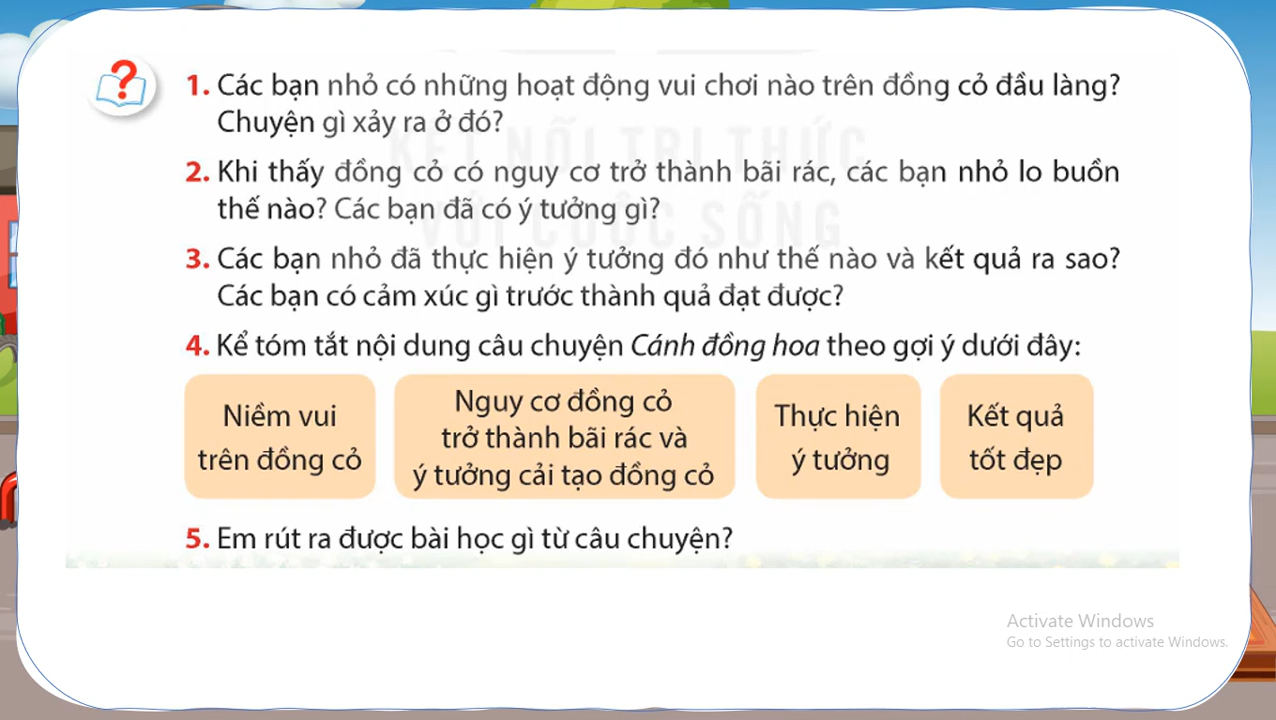 1. Các bạn nhỏ có những hoạt động vui chơi nào trên đồng cỏ đầu làng?
Chuyện gì xảy ra ở đó?
2. Khi thấy đồng cỏ có nguy cơ trở thành bãi rác, các bạn nhỏ lo buồn
thế nào? Các bạn đã có ý tưởng gì?
3. Các bạn nhỏ đã thực hiện ý tưởng đó như thế nào và kết quả ra sao?
Các bạn có cảm xúc gì trước thành quả đạt được?
4. Kể tóm tắt nội dung câu chuyện Cánh đồng hoa theo gợi ý dưới đây:
Niềm vui
trên đồng cỏ
Nguy cơ đồng cỏ
trở thành bãi rác và
ý tưởng cải tạo đồng cỏ
Thực hiện
ý tưởng
Kết quả
tốt đẹp
5. Em rút ra được bài học gì từ câu chuyện?
KẾT NỐI TRI THỨC
VỚI CUỘC SỐNG
Activate Windows
Go to Settings to activate Windows.